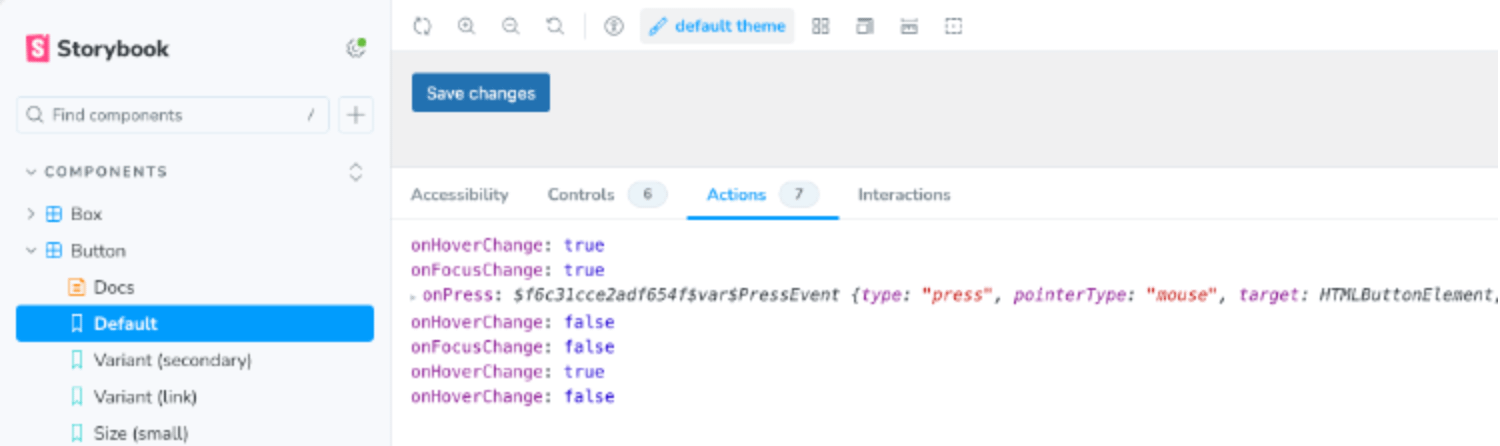 Storybook
default theme
Find components /
Save changes
COMPONENTS
Accessibility Controls 6 Actions 7 Interactions
Box
Button
Docs
Default
Variant (secondary)
Variant (link)
Size (small)
onHoverChange: true
onFocusChange: true
onPress: $f6c31cce2adf654f$var$PressEvent {type: "press", pointerType: "mouse", target: HTMLButtonElement,
onHoverChange: false
onFocusChange: false
onHoverChange: true
onHoverChange: false